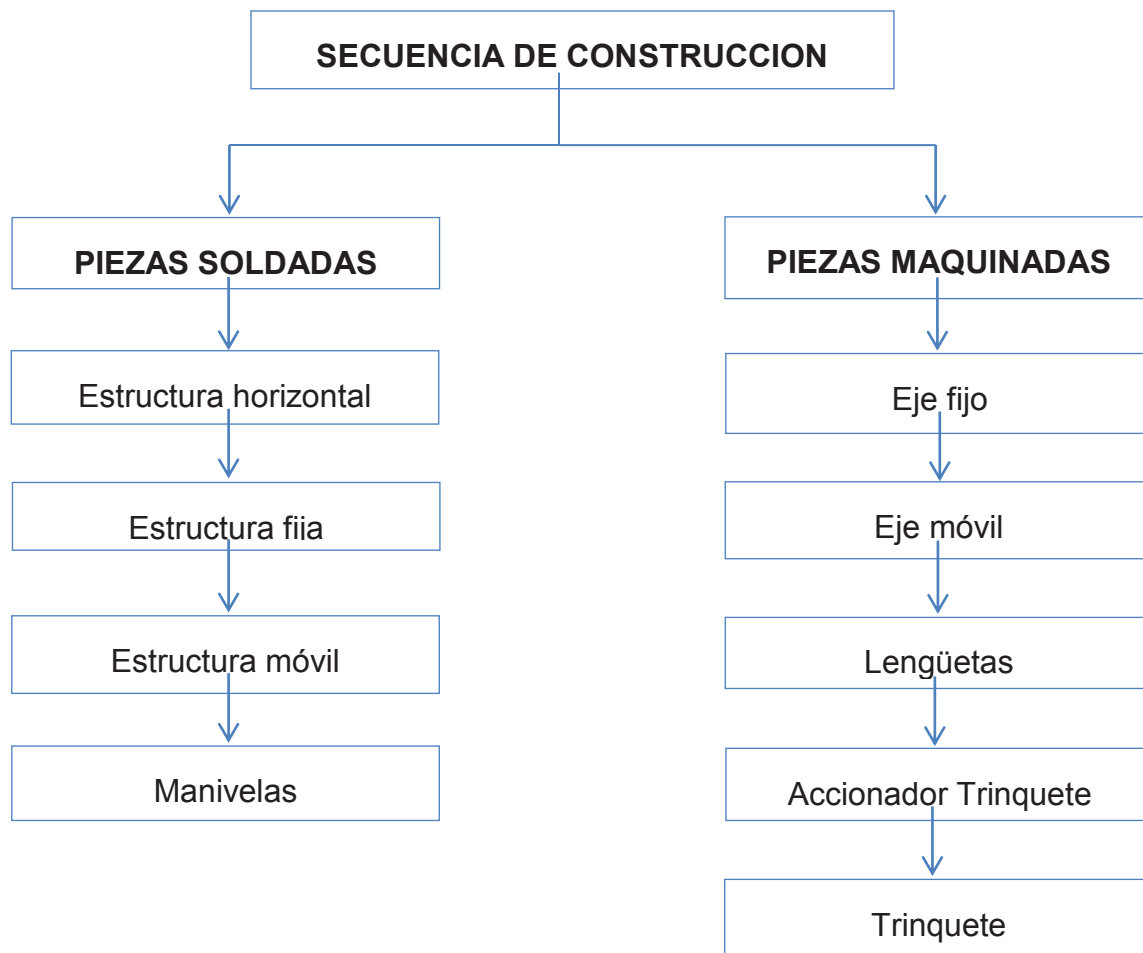 SECUENCIA DE CONSTRUCCION
PIEZAS SOLDADAS
Estructura horizontal
Estructura fija
Estructura móvil
Manivelas
PIEZAS MAQUINADAS
Eje fijo
Eje móvil
Lengüetas
Accionador Trinquete
Trinquete